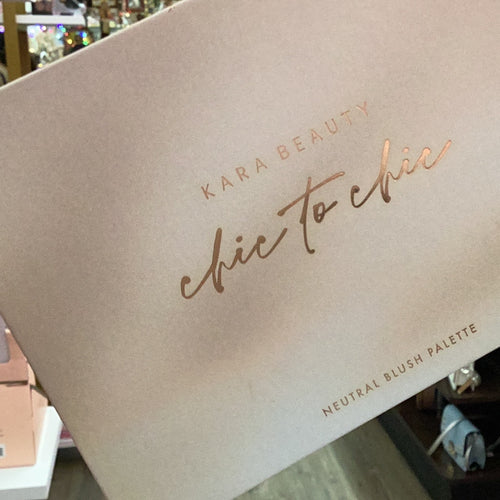 KARA BEAUTY
chic to chic
NEUTRAL BLUSH PALETTE